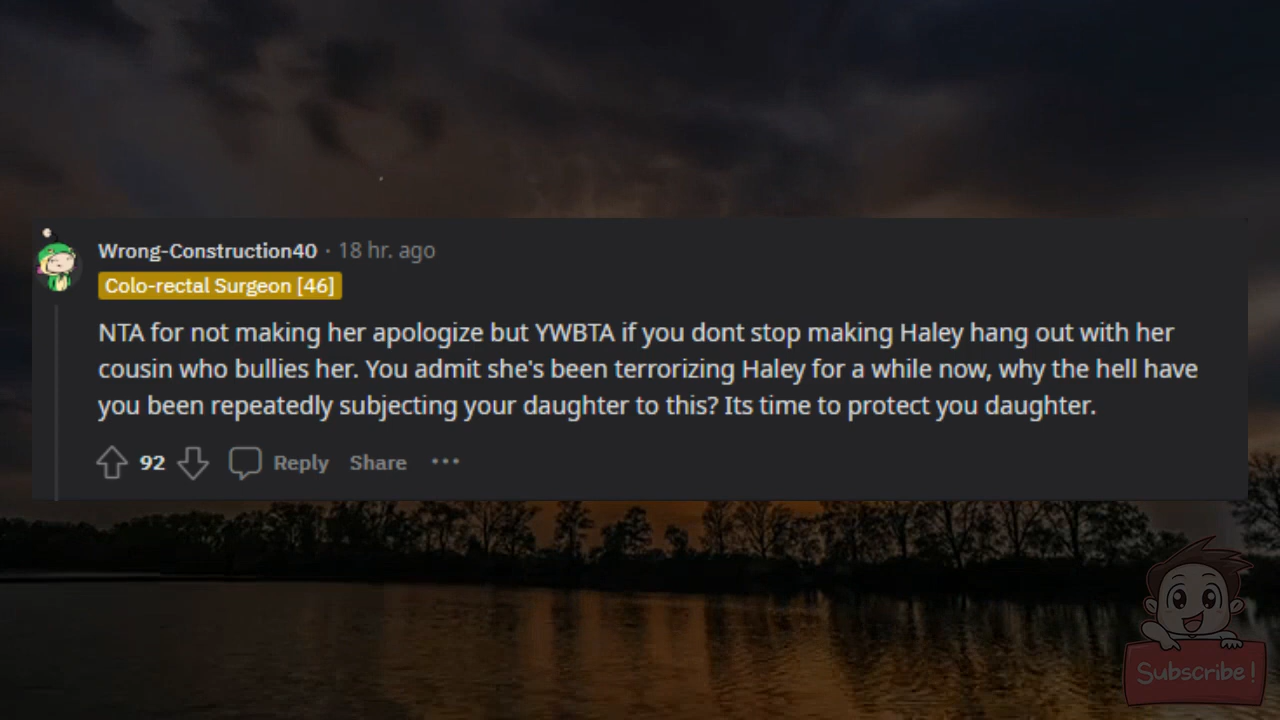 Wrong-Construction40 · 18 hr. ago
Colo-rectal Surgeon [46]
NTA for not making her apologize but YWBTA if you dont stop making Haley hang out with her
cousin who bullies her. You admit she's been terrorizing Haley for a while now, why the hell have
you been repeatedly subjecting your daughter to this? Its time to protect you daughter.
92 Reply Share ···
Subscribe!